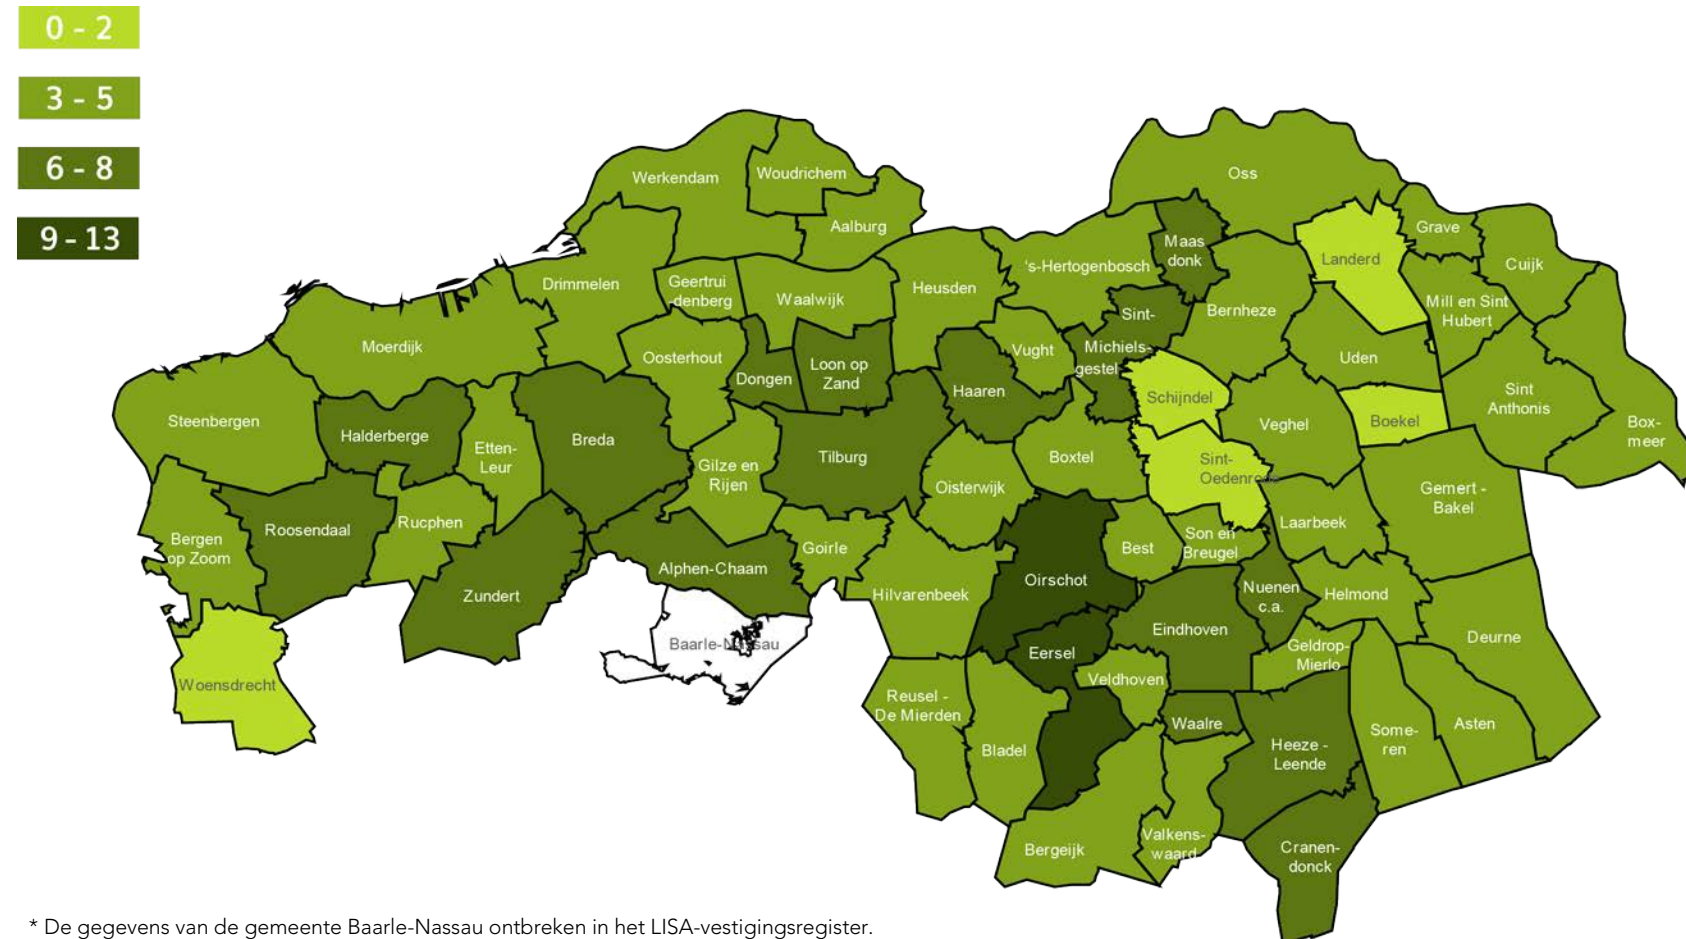 0 - 2
3 - 5
6 - 8
9 - 13
Werkendam
Woudrichem
Aalburg
Oss
Maas
donk
Landerd
Grave
Cuijk
's-Hertogenbosch
Drimmelen
Geertrui
-denberg
Waalwijk
Heusden
Bernheze
Mill en Sint
Hubert
Sint-
Michiels-
gestel
Moerdijk
Oosterhout
Dongen
Loon op
Zand
Haaren
Vught
Uden
Sint
Anthonis
Box-
meer
Schijndel
Boekel
Steenbergen
Halderberge
Etten-
Leur
Breda
Gilze en
Rijen
Tilburg
Oisterwijk
Boxtel
Veghel
Sint-
Oedenrode
Gemert -
Bakel
Bergen
op Zoom
Roosendaal
Rucphen
Zundert
Alphen-Chaam
Goirle
Hilvarenbeek
Oirschot
Best
Son en
Breugel
Laarbeek
Nuenen
c.a.
Helmond
Eindhoven
Geldrop-
Mierlo
Deurne
Baarle-Nassau
Eersel
Veldhoven
Woensdrecht
Reusel -
De Mierden
Bladel
Waalre
Heeze -
Leende
Some-
ren
Asten
Bergeijk
Valkens-
waard
Cranen-
donck
* De gegevens van de gemeente Baarle-Nassau ontbreken in het LISA-vestigingsregister.